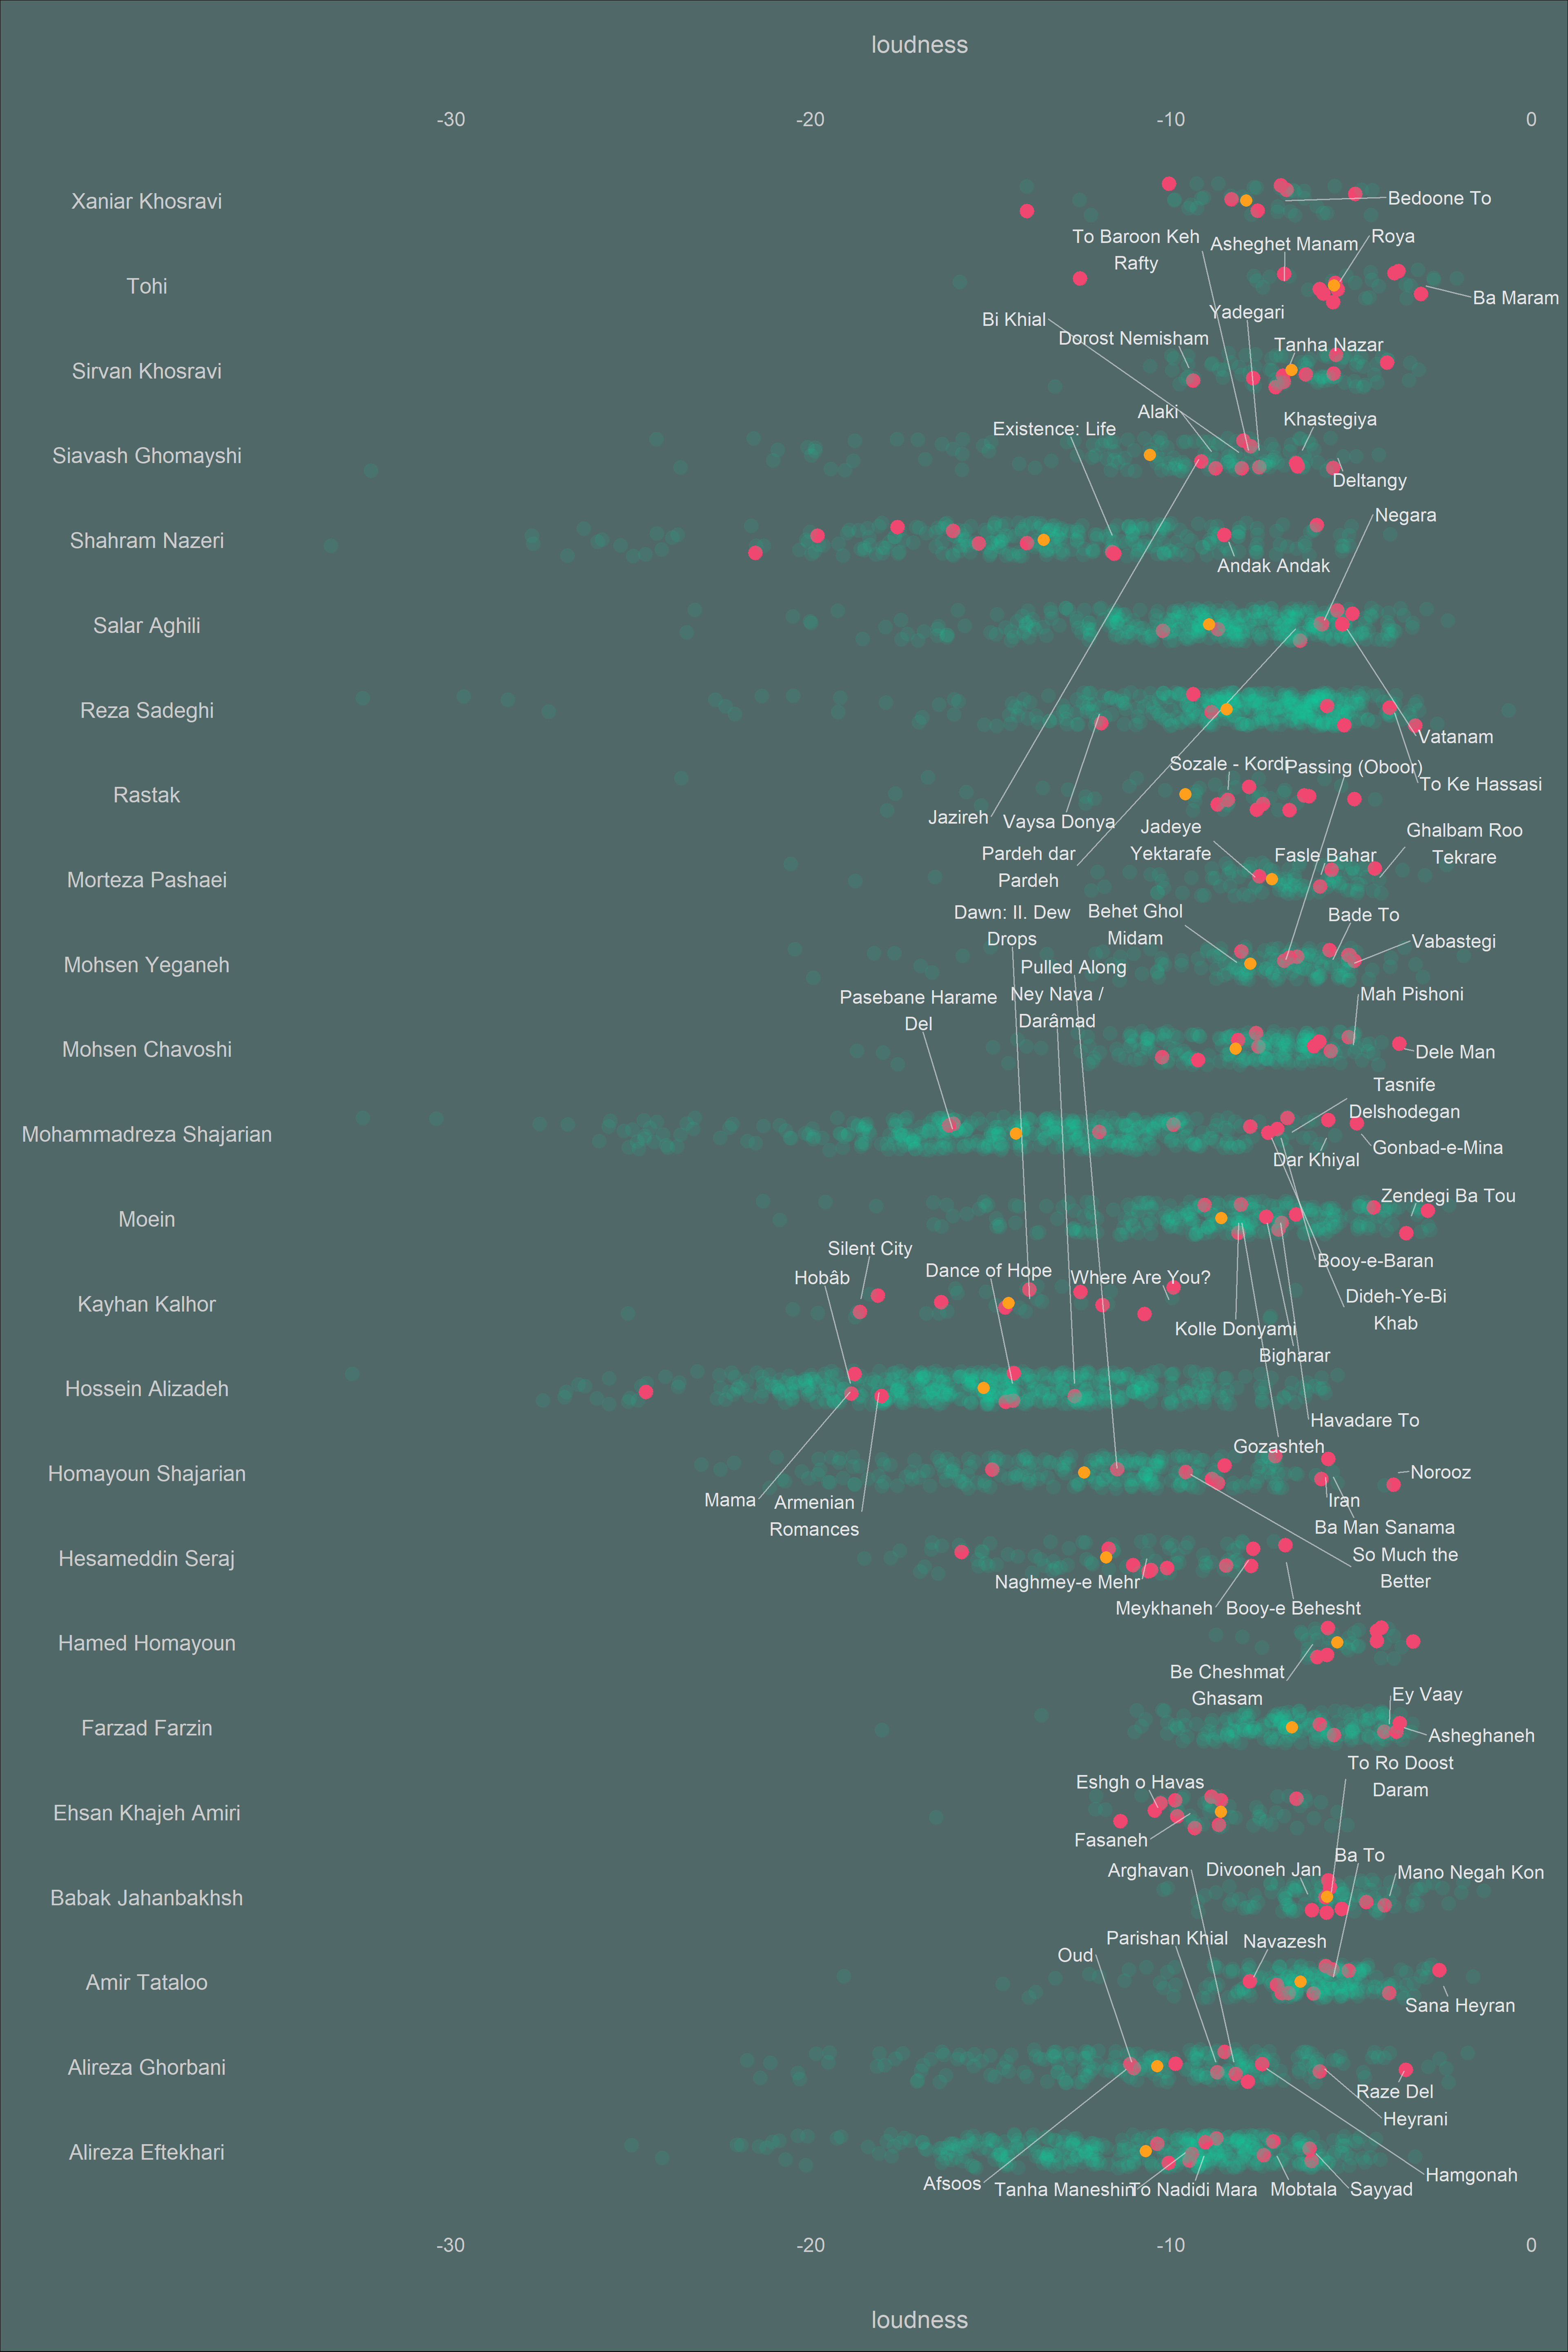 loudness
-30 -20 -10 0
Xaniar Khosravi
Bedoone To
To Baroon Keh
Rafty
Asheghet Manam
Roya
Tohi
Ba Maram
Bi Khial
Yadegari
Dorost Nemisham
Tanha Nazar
Sirvan Khosravi
Alaki
Khastegiya
Existence: Life
Siavash Ghomayshi
Deltangy
Negara
Shahram Nazeri
Andak Andak
Salar Aghili
Reza Sadeghi
Vatanam
Sozale - Kordi
Passing (Oboor)
To Ke Hassasi
Rastak
Jazireh
Vaysa Donya
Jadeye
Yektarafe
Ghalbam Roo
Tekrare
Pardeh dar
Pardeh
Fasle Bahar
Morteza Pashaei
Dawn: II. Dew
Drops
Behet Ghol
Midam
Bade To
Vabastegi
Mohsen Yeganeh
Pulled Along
Pasebane Harame
Del
Ney Nava /
Darâmad
Mah Pishoni
Mohsen Chavoshi
Dele Man
Tasnife
Delshodegan
Mohammadreza Shajarian
Gonbad-e-Mina
Dar Khiyal
Zendegi Ba Tou
Moein
Silent City
Booy-e-Baran
Hobâb
Dance of Hope
Where Are You?
Dideh-Ye-Bi
Khab
Kayhan Kalhor
Kolle Donyami
Bigharar
Hossein Alizadeh
Havadare To
Gozashteh
Homayoun Shajarian
Norooz
Mama
Armenian
Romances
Iran
Ba Man Sanama
So Much the
Better
Hesameddin Seraj
Naghmey-e Mehr
Meykhaneh
Booy-e Behesht
Hamed Homayoun
Be Cheshmat
Ghasam
Ey Vaay
Farzad Farzin
Asheghaneh
To Ro Doost
Daram
Eshgh o Havas
Ehsan Khajeh Amiri
Fasaneh
Ba To
Arghavan
Divooneh Jan
Mano Negah Kon
Babak Jahanbakhsh
Parishan Khial
Navazesh
Oud
Amir Tataloo
Sana Heyran
Alireza Ghorbani
Raze Del
Heyrani
Alireza Eftekhari
Hamgonah
Afsoos
Tanha Maneshin
To Nadidi Mara
Mobtala
Sayyad
-30 -20 -10 0
loudness